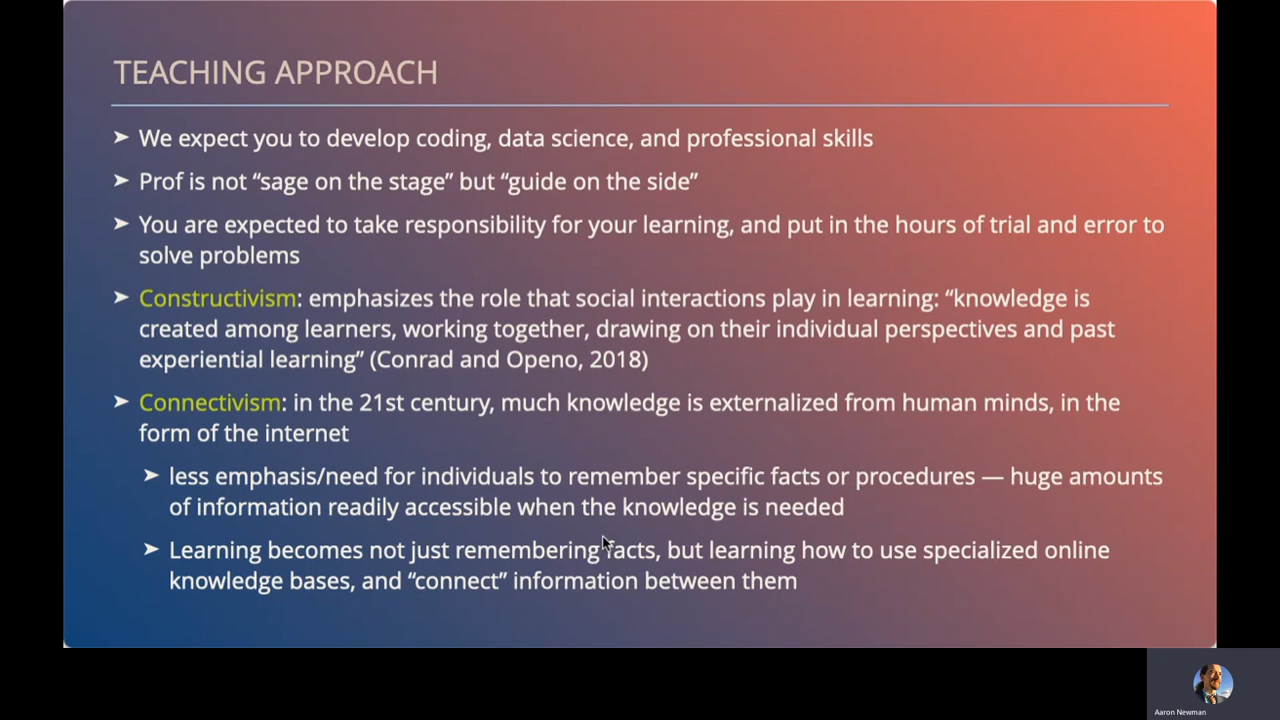 TEACHING APPROACH
➤ We expect you to develop coding, data science, and professional skills
➤ Prof is not “sage on the stage” but “guide on the side”
➤ You are expected to take responsibility for your learning, and put in the hours of trial and error to
solve problems
➤ Constructivism: emphasizes the role that social interactions play in learning: “knowledge is
created among learners, working together, drawing on their individual perspectives and past
experiential learning” (Conrad and Openo, 2018)
➤ Connectivism: in the 21st century, much knowledge is externalized from human minds, in the
form of the internet
➤ less emphasis/need for individuals to remember specific facts or procedures — huge amounts
of information readily accessible when the knowledge is needed
➤ Learning becomes not just remembering facts, but learning how to use specialized online
knowledge bases, and “connect” information between them
Aaron Newman